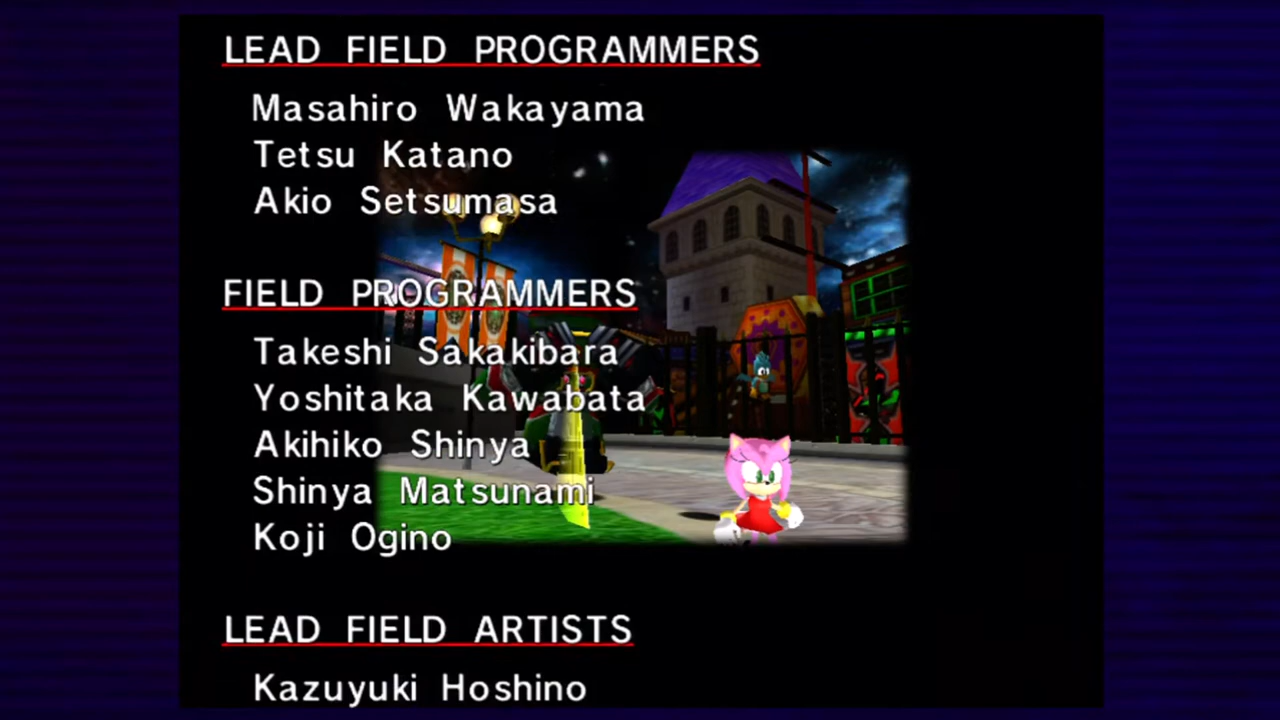 LEAD FIELD PROGRAMMERS
Masahiro Wakayama
Tetsu Katano
Akio Setsumasa
FIELD PROGRAMMERS
Takeshi Sakakibara
Yoshitaka Kawabata
Akihiko Shinya
Shinya Matsunami
Koji Ogino
LEAD FIELD ARTISTS
Kazuyuki Hoshino